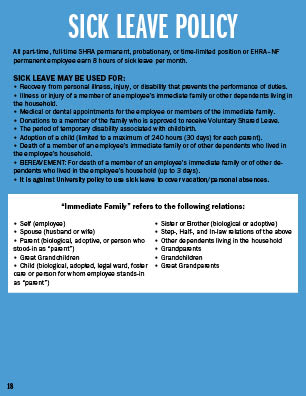 SICK LEAVE POLICY
All part-time, full-time SHRA permanent, probationary, or time-limited position or EHRA- NF
permanent employee earn 8 hours of sick leave per month.
SICK LEAVE MAY BE USED FOR:
• Recovery from personal illness, injury, or disability that prevents the performance of duties.
• Illness or injury of a member of an employee's immediate family or other dependents living in
the household.
• Medical or dental appointments for the employee or members of the immediate family.
• Donations to a member of the family who is approved to receive Voluntary Shared Leave.
• The period of temporary disability associated with childbirth.
• Adoption of a child (limited to a maximum of 240 hours (30 days) for each parent).
• Death of a member of an employee's immediate family or of other dependents who lived in
the employee's household.
• BEREAVEMENT: For death of a member of an employee's immediate family or of other de-
pendents who lived in the employee's household (up to 3 days).
• It is against University policy to use sick leave to cover vacation/personal absences.
"Immediate Family" refers to the following relations:
• Self (employee)
• Spouse (husband or wife)
• Parent (biological, adoptive, or person who
stood-in as "parent")
• Great Grandchildren
• Child (biological, adopted, legal ward, foster
care or person for whom employee stands-in
as "parent")
• Sister or Brother (biological or adoptive)
• Step-, Half-, and In-law relations of the above
• Other dependents living in the household
• Grandparents
• Grandchildren
• Great Grandparents
18